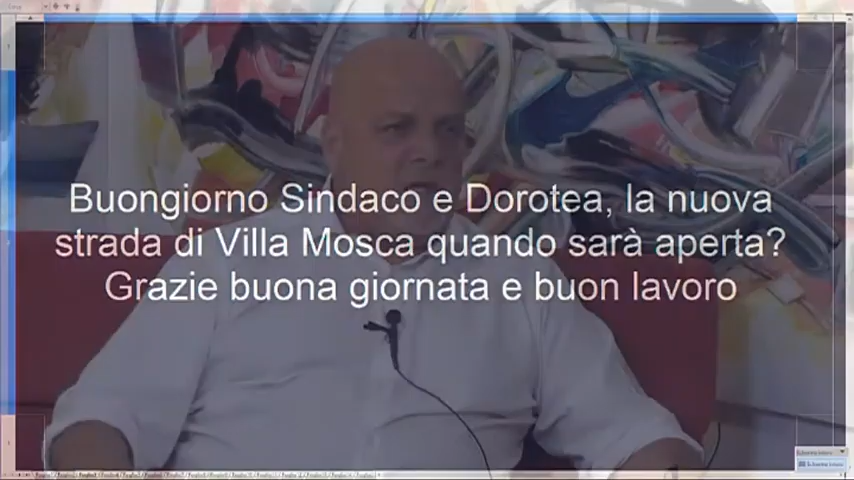 Buongiorno Sindaco e Dorotea, la nuova
strada di Villa Mosca quando sarà aperta?
Grazie buona giornata e buon lavoro